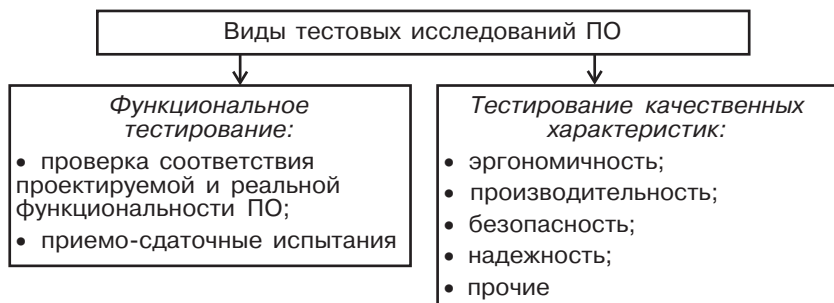 Виды тестовых исследований ПО
Функциональное
тестирование:
• проверка соответствия
проектируемой и реальной
функциональности ПО;
• приемо-сдаточные испытания
Тестирование качественных
характеристик:
• эргономичность;
• производительность;
• безопасность;
• надежность;
• прочие